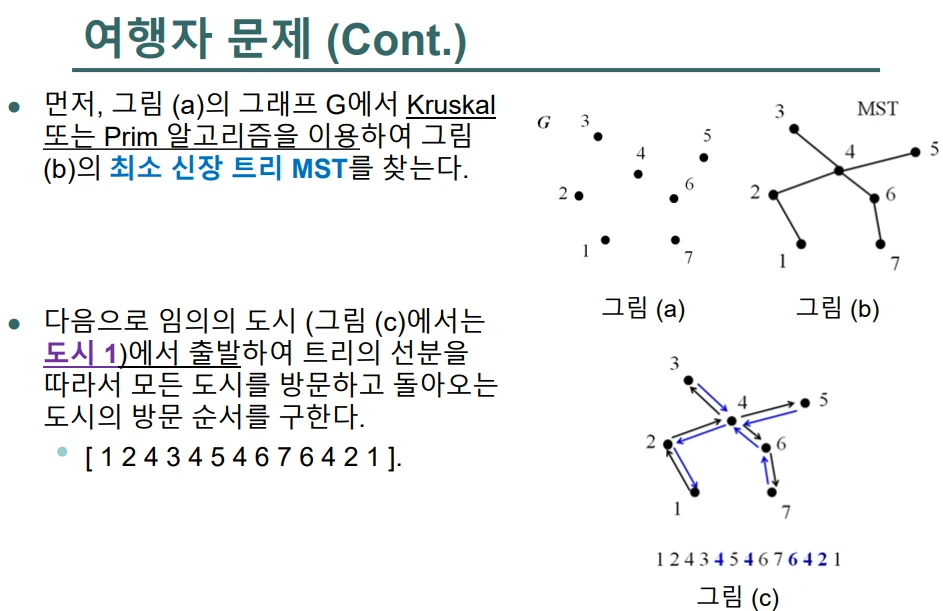 여행자 문제 (Cont.)
먼저, 그림 (a)의 그래프 G에서 Kruskal
또는 Prim 알고리즘을 이용하여 그림
(b)의 최소 신장 트리 MST를 찾는다.
G
3
4
5
2
6
1
7
그림 (a)
MST
3
4
5
2
6
1
7
그림 (b)
다음으로 임의의 도시 (그림 (c)에서는
도시 1)에서 출발하여 트리의 선분을
따라서 모든 도시를 방문하고 돌아오는
도시의 방문 순서를 구한다.
[ 1 2 4 3 4 5 4 6 7 6 4 2 1 ].
3
4
5
2
6
1
7
1 2 4 3 4 5 4 6 7 6 4 2 1
그림 (c)